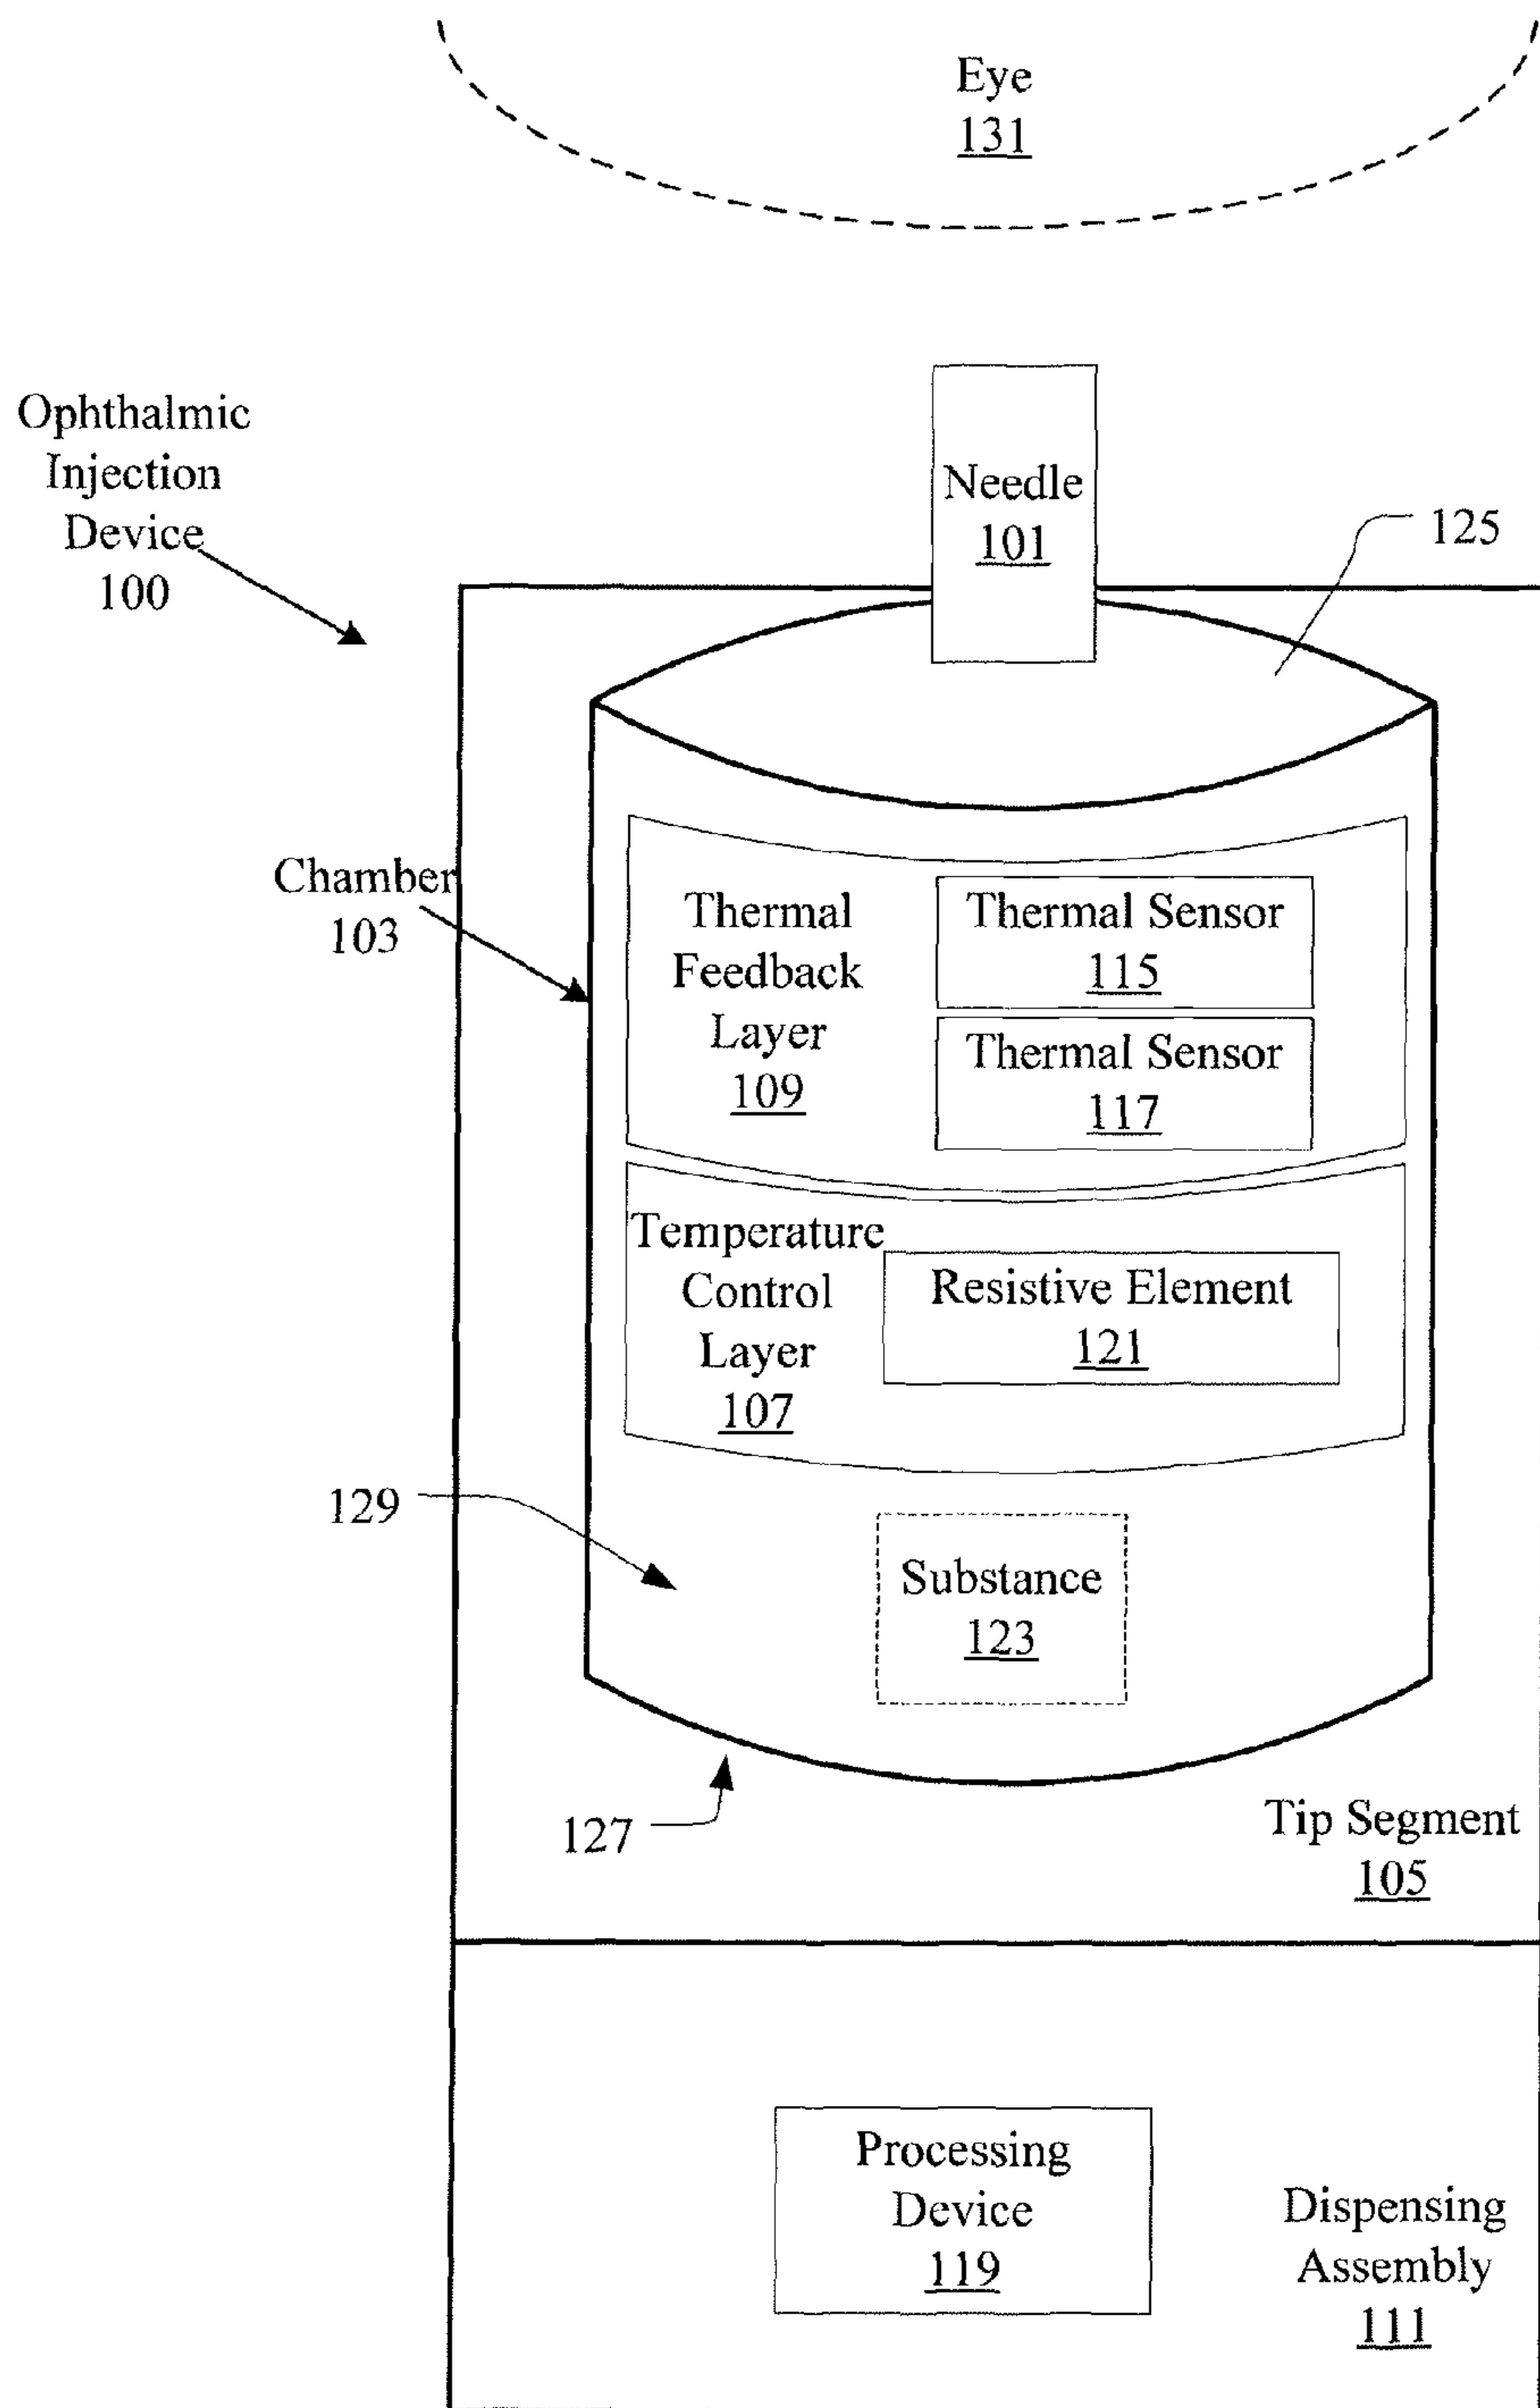 Eye
131
Ophthalmic
Injection
Device
100
Needle
101
125
Chamber
103
Thermal
Feedback
Layer
109
Thermal Sensor
115
Thermal Sensor
117
Temperature
Control
Layer
107
Resistive Element
121
129
Substance
123
127
Tip Segment
105
Processing
Device
119
Dispensing
Assembly
111